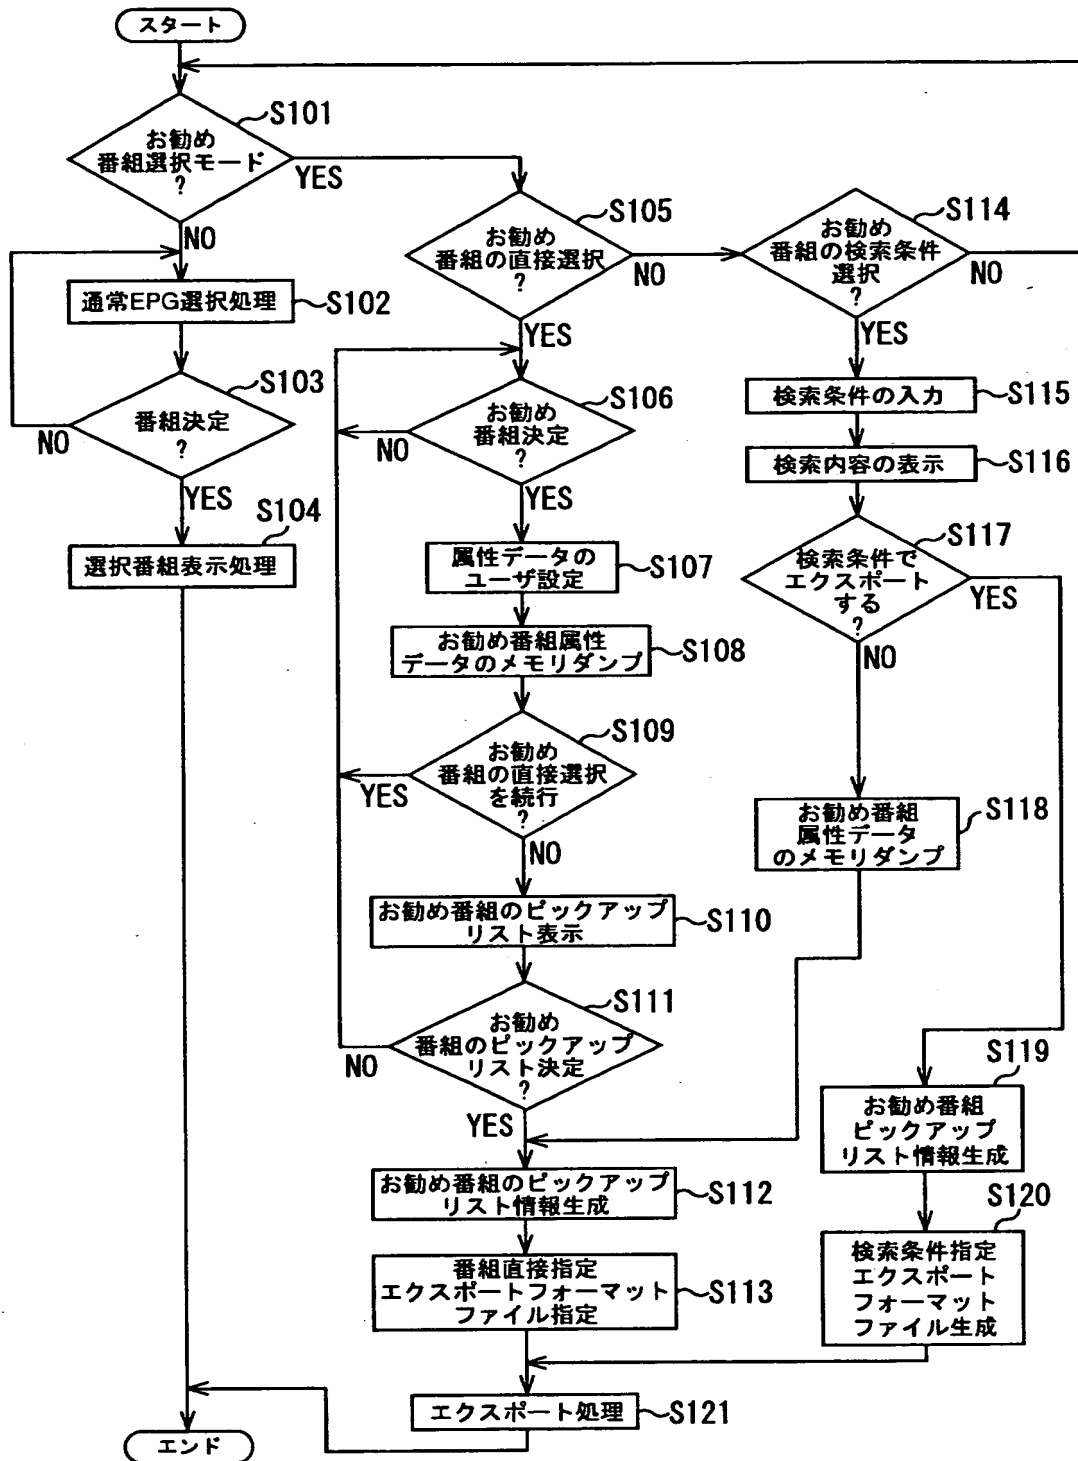 スタート
S101
お勧め
番組選択モード
?
YES
NO
通常EPG選択処理
S102
S103
番組決定
?
NO
YES
S104
選択番組表示処理
S105
お勧め
番組の直接選択
?
NO
YES
S106
お勧め
番組決定
?
NO
YES
属性データの
ユーザ設定
S107
お勧め番組属性
データのメモリダンプ
S108
S109
お勧め
番組の直接選択
を続行
?
YES
NO
お勧め番組のピックアップ
リスト表示
S110
S111
お勧め
番組のピックアップ
リスト決定
?
NO
YES
お勧め番組のピックアップ
リスト情報生成
S112
番組直接指定
エクスポートフォーマット
ファイル指定
S113
S114
お勧め
番組の検索条件
選択
?
NO
YES
検索条件の入力
S115
検索内容の表示
S116
S117
検索条件で
エクスポート
する
?
YES
NO
お勧め番組
属性データ
のメモリダンプ
S118
S119
お勧め番組
ピックアップ
リスト情報生成
S120
検索条件指定
エクスポート
フォーマット
ファイル生成
エクスポート処理
S121
エンド